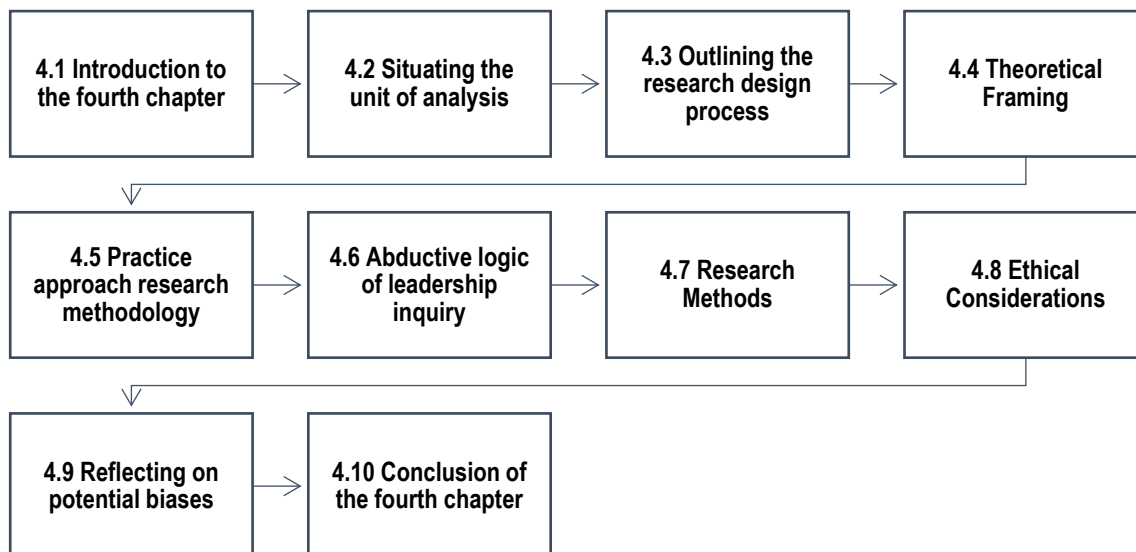 4.1 Introduction to
the fourth chapter
4.2 Situating the
unit of analysis
4.3 Outlining the
research design
process
4.4 Theoretical
Framing
4.5 Practice
approach research
methodology
4.6 Abductive logic
of leadership
inquiry
4.7 Research
Methods
4.8 Ethical
Considerations
4.9 Reflecting on
potential biases
4.10 Conclusion of
the fourth chapter